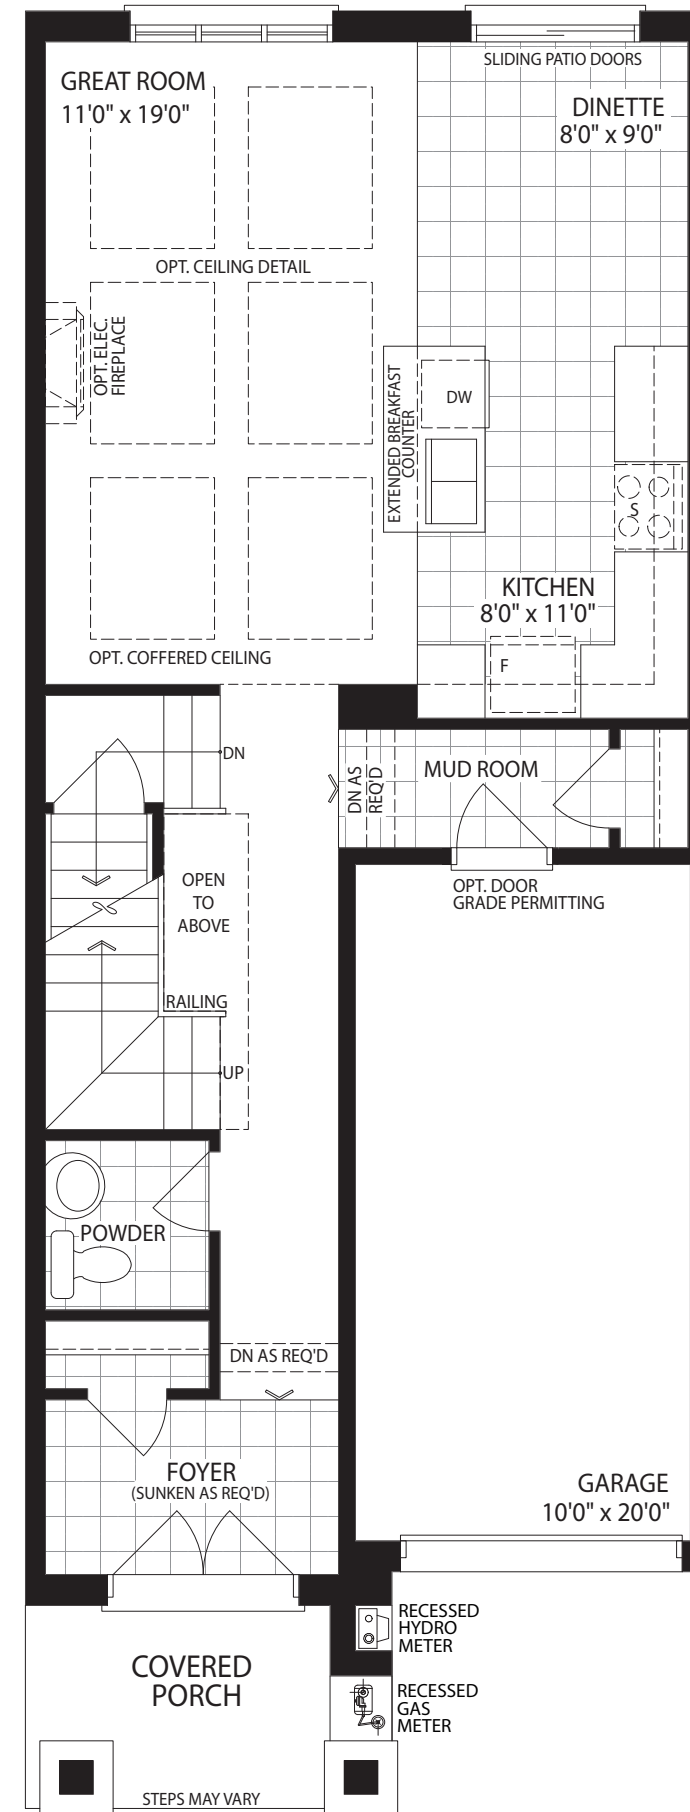 SLIDING PATIO DOORS
GREAT ROOM
11'0" x 19'0"
DINETTE
8'0" x 9'0"
OPT. CEILING DETAIL
OPT. ELEC.
FIREPLACE
EXTENDED BREAKFAST
COUNTER
DW
S
KITCHEN
8'0" x 11'0"
F
OPT. COFFERED CEILING
DN
DN AS
REQ'D
MUD ROOM
OPT. DOOR
GRADE PERMITTING
OPEN
TO
ABOVE
RAILING
UP
POWDER
DN AS REQ'D
FOYER
(SUNKEN AS REQ'D)
GARAGE
10'0" x 20'0"
RECESSED
HYDRO
METER
COVERED
PORCH
RECESSED
GAS
METER
STEPS MAY VARY